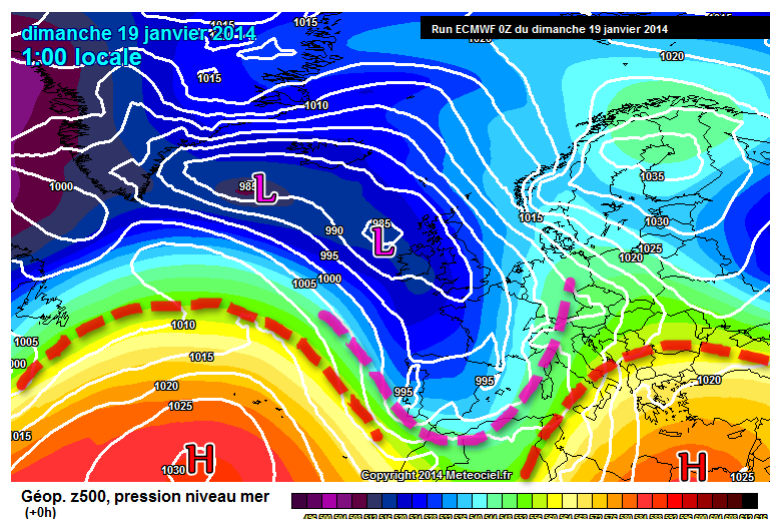 1015
dimanche 19 janvier 2014
1:00 locale
Run ECMWF 0Z du dimanche 19 janvier 2014
1020
1020
1015
1010
1035
1000
985
L
1015
1030
985
990
L
995
1025
1020
1000
1005
1010
1005
1015
1020
995
995
1020
1025
1015
H
1030
H
1025
Copyright 2014 Meteociel.fr
Géop. z500, pression niveau mer
(+0h)